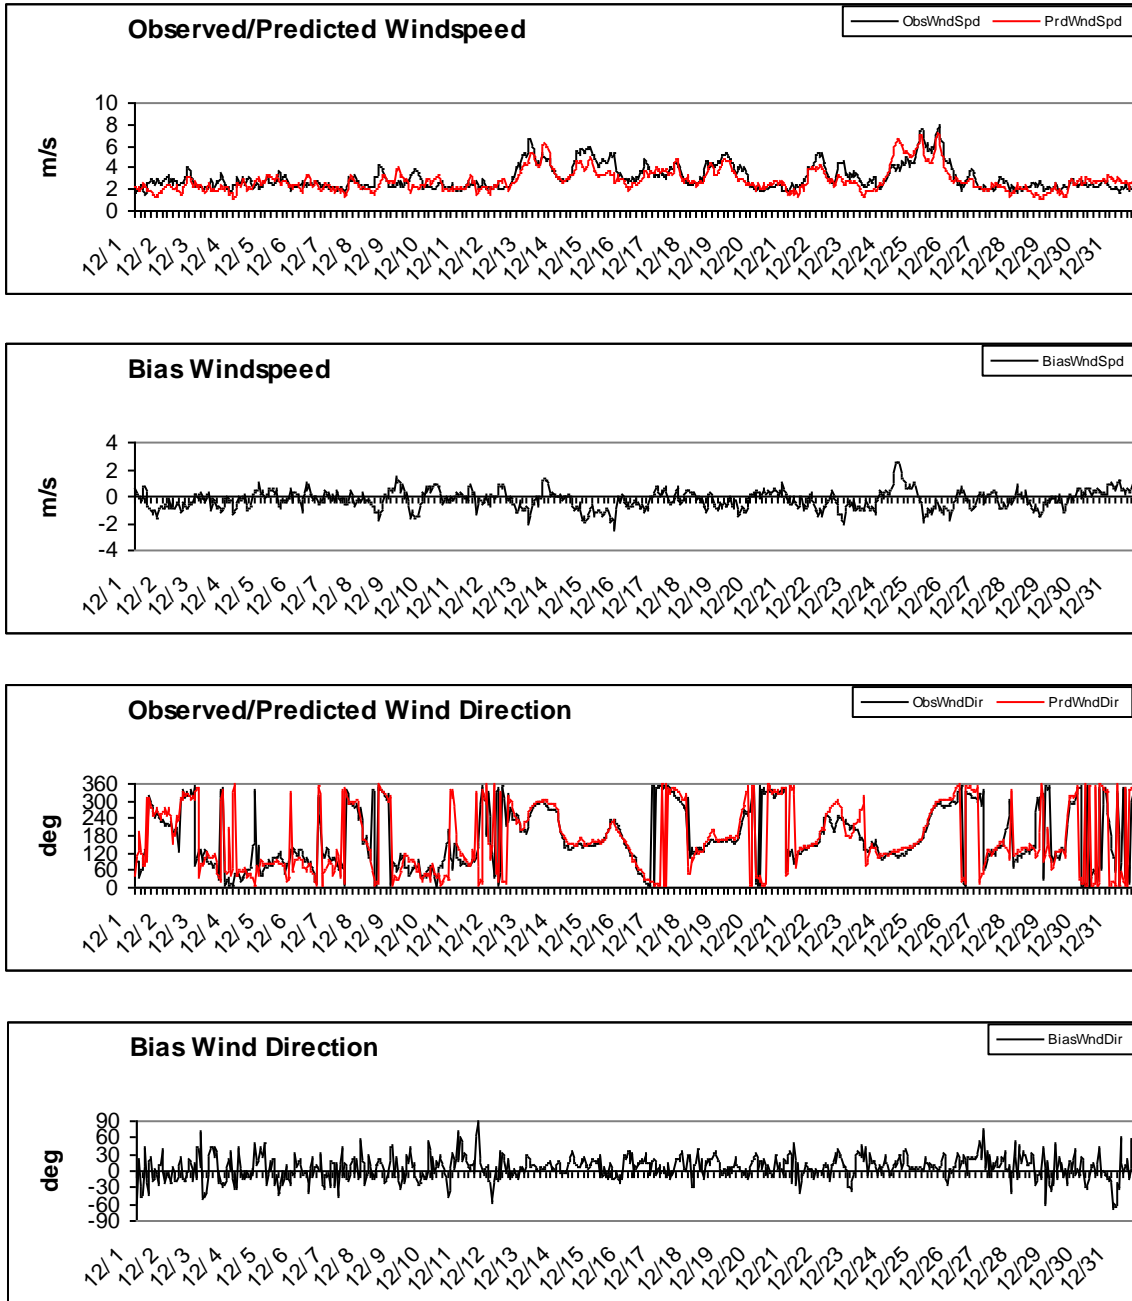 Observed/Predicted Windspeed
ObsWndSpd PrdWndSpd
m/s
10
8
6
4
2
0
12/ 1 12/ 2 12/ 3 12/ 4 12/ 5 12/ 6 12/ 7 12/ 8 12/ 9 12/10 12/11 12/12 12/13 12/14 12/15 12/16 12/17 12/18 12/19 12/20 12/21 12/22 12/23 12/24 12/25 12/26 12/27 12/28 12/29 12/30 12/31
Bias Windspeed
BiasWndSpd
m/s
4
2
0
-2
-4
12/ 1 12/ 2 12/ 3 12/ 4 12/ 5 12/ 6 12/ 7 12/ 8 12/ 9 12/10 12/11 12/12 12/13 12/14 12/15 12/16 12/17 12/18 12/19 12/20 12/21 12/22 12/23 12/24 12/25 12/26 12/27 12/28 12/29 12/30 12/31
Observed/Predicted Wind Direction
ObsWndDir PrdWndDir
deg
360
300
240
180
120
60
0
12/ 1 12/ 2 12/ 3 12/ 4 12/ 5 12/ 6 12/ 7 12/ 8 12/ 9 12/10 12/11 12/12 12/13 12/14 12/15 12/16 12/17 12/18 12/19 12/20 12/21 12/22 12/23 12/24 12/25 12/26 12/27 12/28 12/29 12/30 12/31
Bias Wind Direction
BiasWndDir
deg
90
60
30
0
-30
-60
-90
12/ 1 12/ 2 12/ 3 12/ 4 12/ 5 12/ 6 12/ 7 12/ 8 12/ 9 12/10 12/11 12/12 12/13 12/14 12/15 12/16 12/17 12/18 12/19 12/20 12/21 12/22 12/23 12/24 12/25 12/26 12/27 12/28 12/29 12/30 12/31